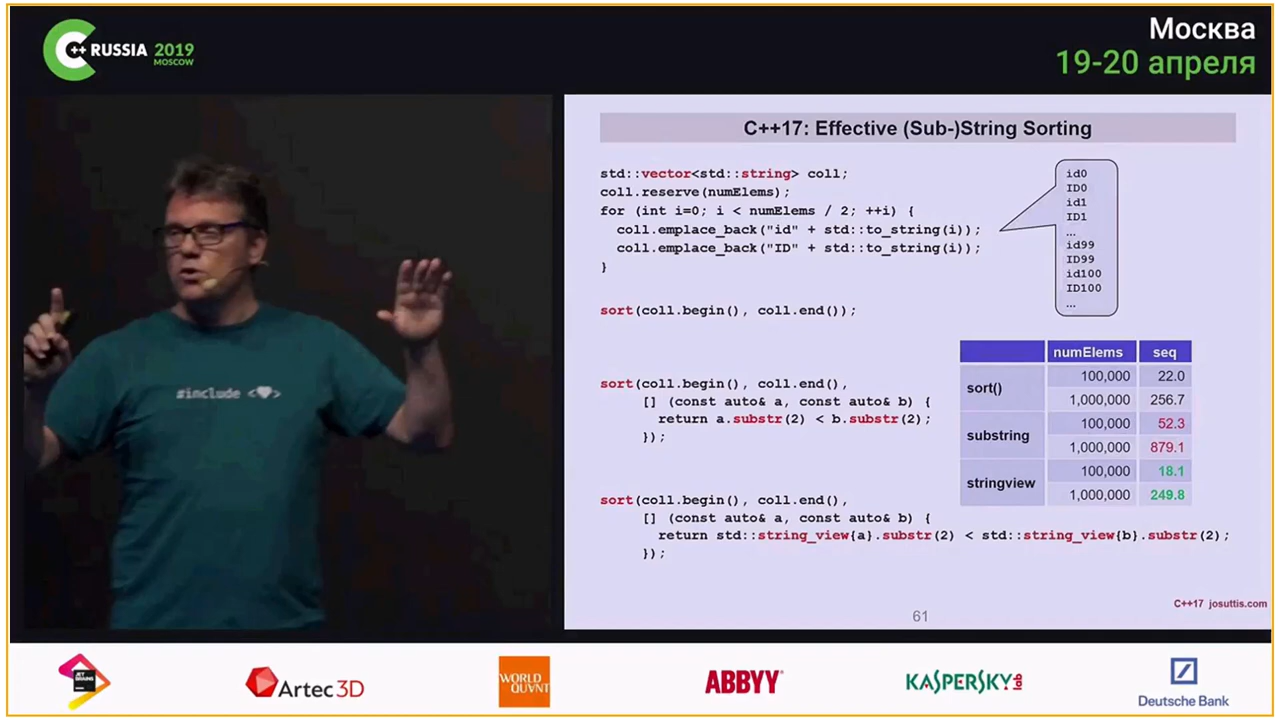 C++ RUSSIA 2019
MOSCOW
Москва
19-20 апреля
#include <♥>
C++17: Effective (Sub-)String Sorting
std::vector<std::string> coll;
coll.reserve(numElems);
for (int i=0; i < numElems / 2; ++i) {
coll.emplace_back("id" + std::to_string(i));
coll.emplace_back("ID" + std::to_string(i));
}
id0
ID0
id1
ID1
...
id99
ID99
id100
ID100
...
sort(coll.begin(), coll.end());
sort(coll.begin(), coll.end(),
[] (const auto& a, const auto& b) {
return a.substr(2) < b.substr(2);
});
numElems seq
sort() 100,000 22.0
1,000,000 256.7
substring 100,000 52.3
1,000,000 879.1
stringview 100,000 18.1
1,000,000 249.8
sort(coll.begin(), coll.end(),
[] (const auto& a, const auto& b) {
return std::string_view{a}.substr(2) < std::string_view{b}.substr(2);
});
C++17 josuttis.com
61
JET
BRAINS
Artec3D
WORLD
QUANT
ABBYY®
KASPERSKY lab
Deutsche Bank